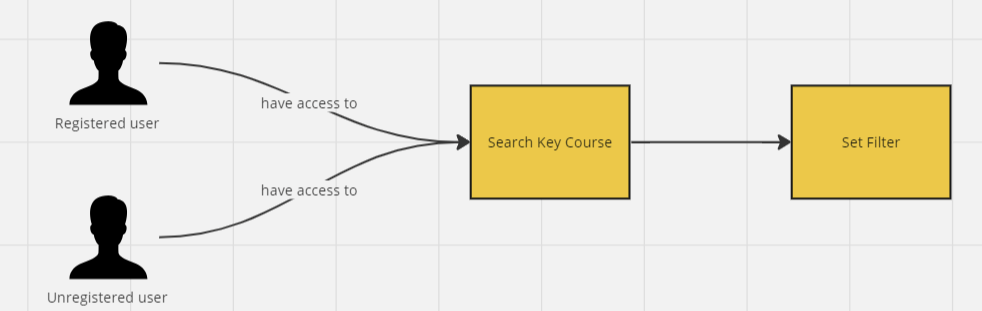 Registered user
have access to
Search Key Course
Set Filter
have access to
Unregistered user